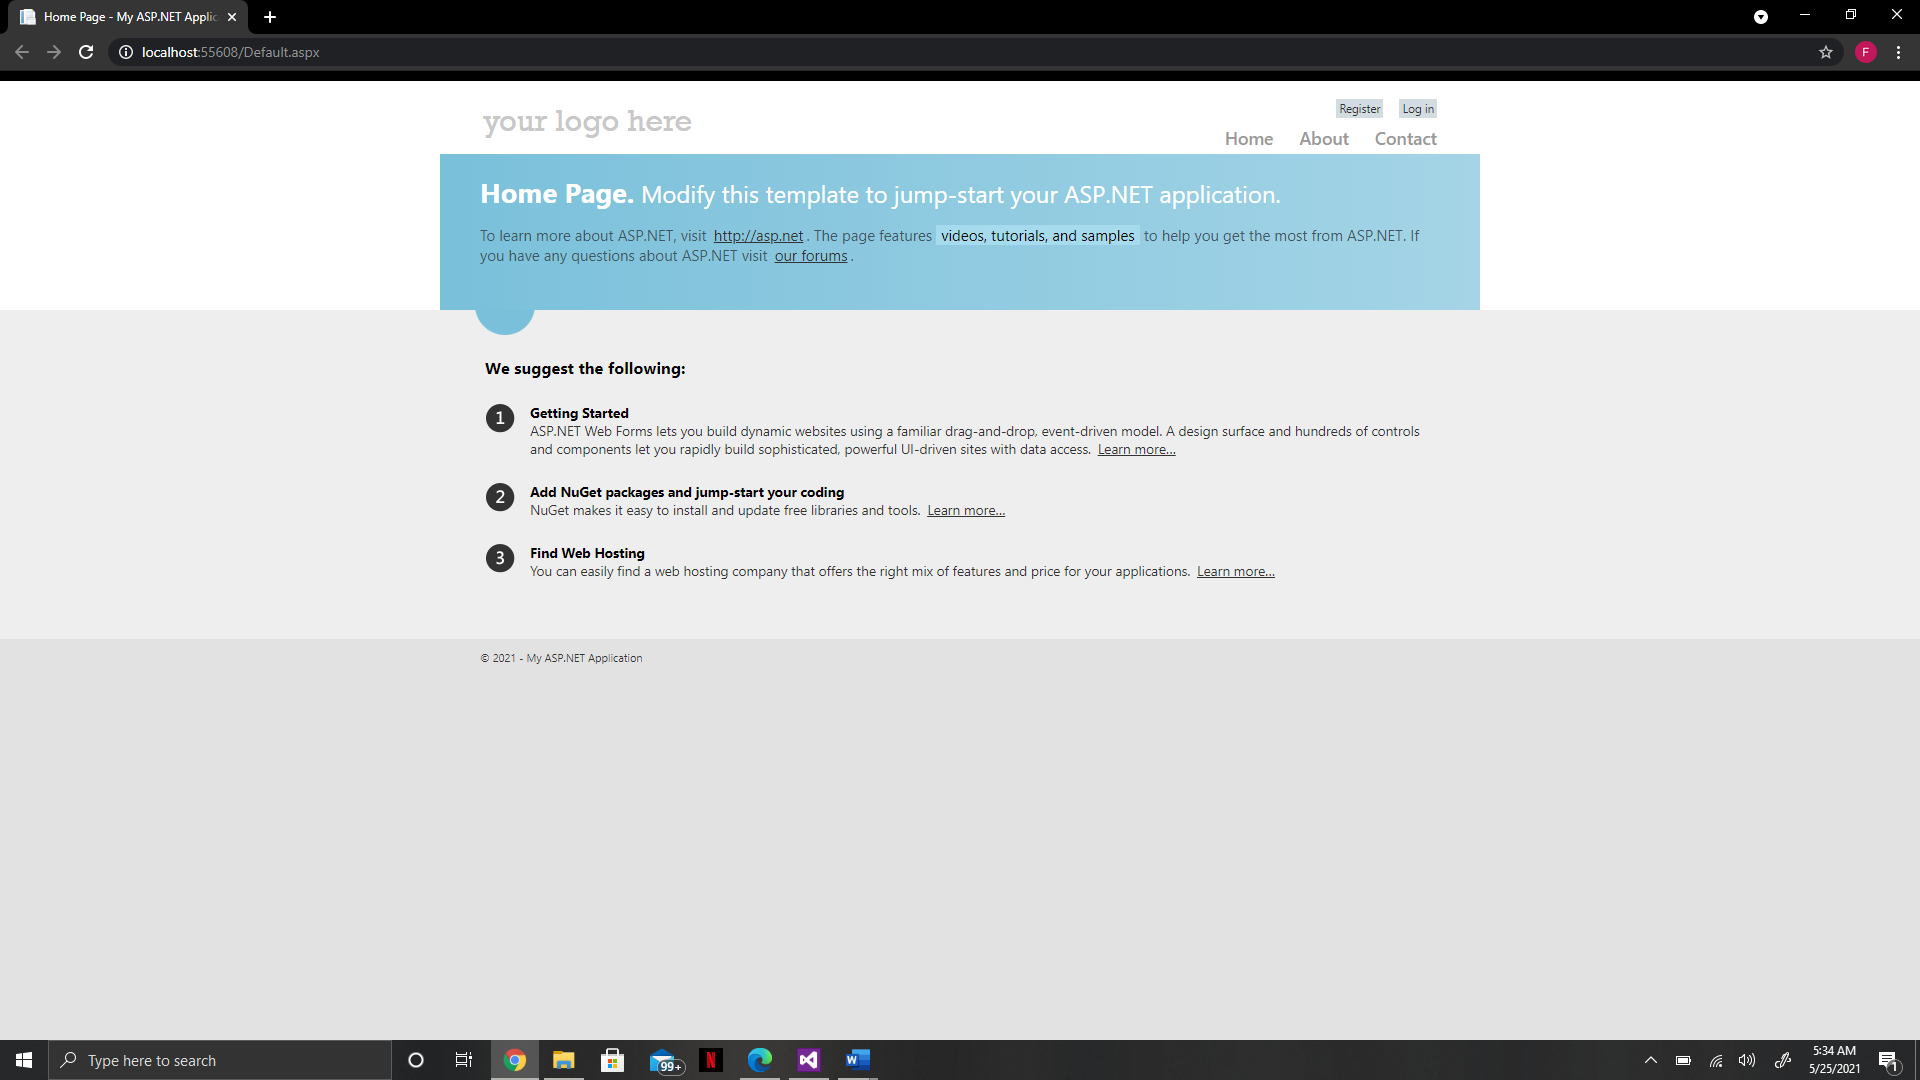 Home Page - My ASP.NET Applic
localhost:55608/Default.aspx
F
your logo here
Register Log in
Home About Contact
Home Page. Modify this template to jump-start your ASP.NET application.
To learn more about ASP.NET, visit http://asp.net . The page features videos, tutorials, and samples to help you get the most from ASP.NET. If
you have any questions about ASP.NET visit our forums .
We suggest the following:
1 Getting Started
ASP.NET Web Forms lets you build dynamic websites using a familiar drag-and-drop, event-driven model. A design surface and hundreds of controls
and components let you rapidly build sophisticated, powerful UI-driven sites with data access. Learn more...
2 Add NuGet packages and jump-start your coding
NuGet makes it easy to install and update free libraries and tools. Learn more...
3 Find Web Hosting
You can easily find a web hosting company that offers the right mix of features and price for your applications. Learn more...
© 2021 - My ASP.NET Application
Type here to search
99+
N
W
5:34 AM
5/25/2021
1